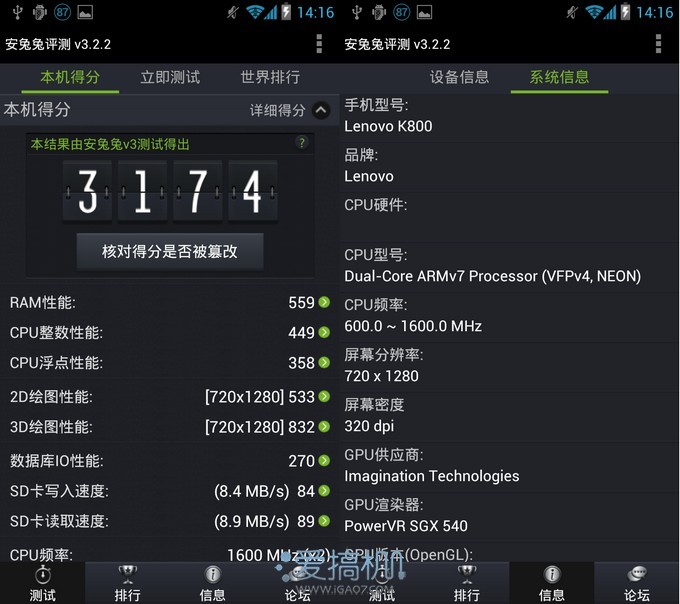 87
14:16
安兔兔评测 v3.2.2
本机得分
立即测试
世界排行
本机得分
详细得分
本结果由安兔兔v3测试得出
?
3174
核对得分是否被篡改
RAM性能: 559
CPU整数性能: 449
CPU浮点性能: 358
2D绘图性能: [720x1280] 533
3D绘图性能: [720x1280] 832
数据库IO性能: 270
SD卡写入速度: (8.4 MB/s) 84
SD卡读取速度: (8.9 MB/s) 89
CPU频率: 1600 MHz (x2)
测试
排行
信息
论坛
87
14:16
安兔兔评测 v3.2.2
设备信息
系统信息
手机型号:
Lenovo K800
品牌:
Lenovo
CPU硬件:
CPU型号:
Dual-Core ARMv7 Processor (VFPv4, NEON)
CPU频率:
600.0 ~ 1600.0 MHz
屏幕分辨率:
720 x 1280
屏幕密度
320 dpi
GPU供应商:
Imagination Technologies
GPU渲染器:
PowerVR SGX 540
GPU版本(OpenGL):
测试
排行
信息
论坛
爱搞机
www.iGAO7.com